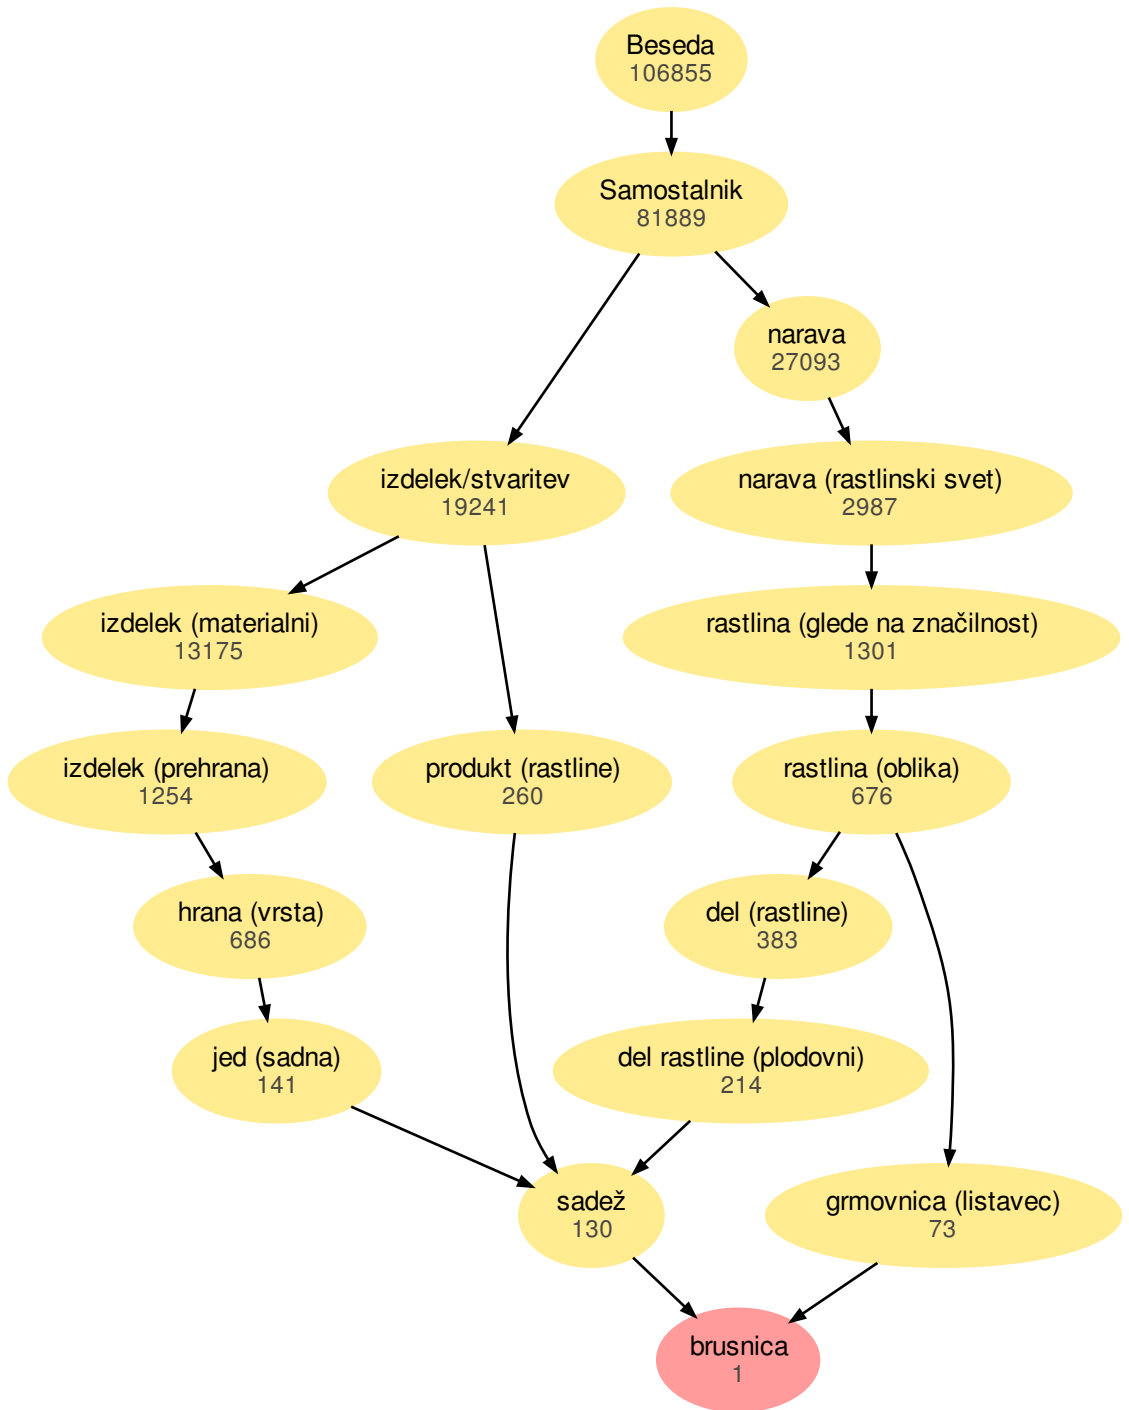 Beseda
106855
Samostalnik
81889
narava
27093
izdelek/stvaritev
19241
narava (rastlinski svet)
2987
izdelek (materialni)
13175
rastlina (glede na značilnost)
1301
izdelek (prehrana)
1254
produkt (rastline)
260
rastlina (oblika)
676
hrana (vrsta)
686
del (rastline)
383
jed (sadna)
141
del rastline (plodovni)
214
sadež
130
grmovnica (listavec)
73
brusnica
1